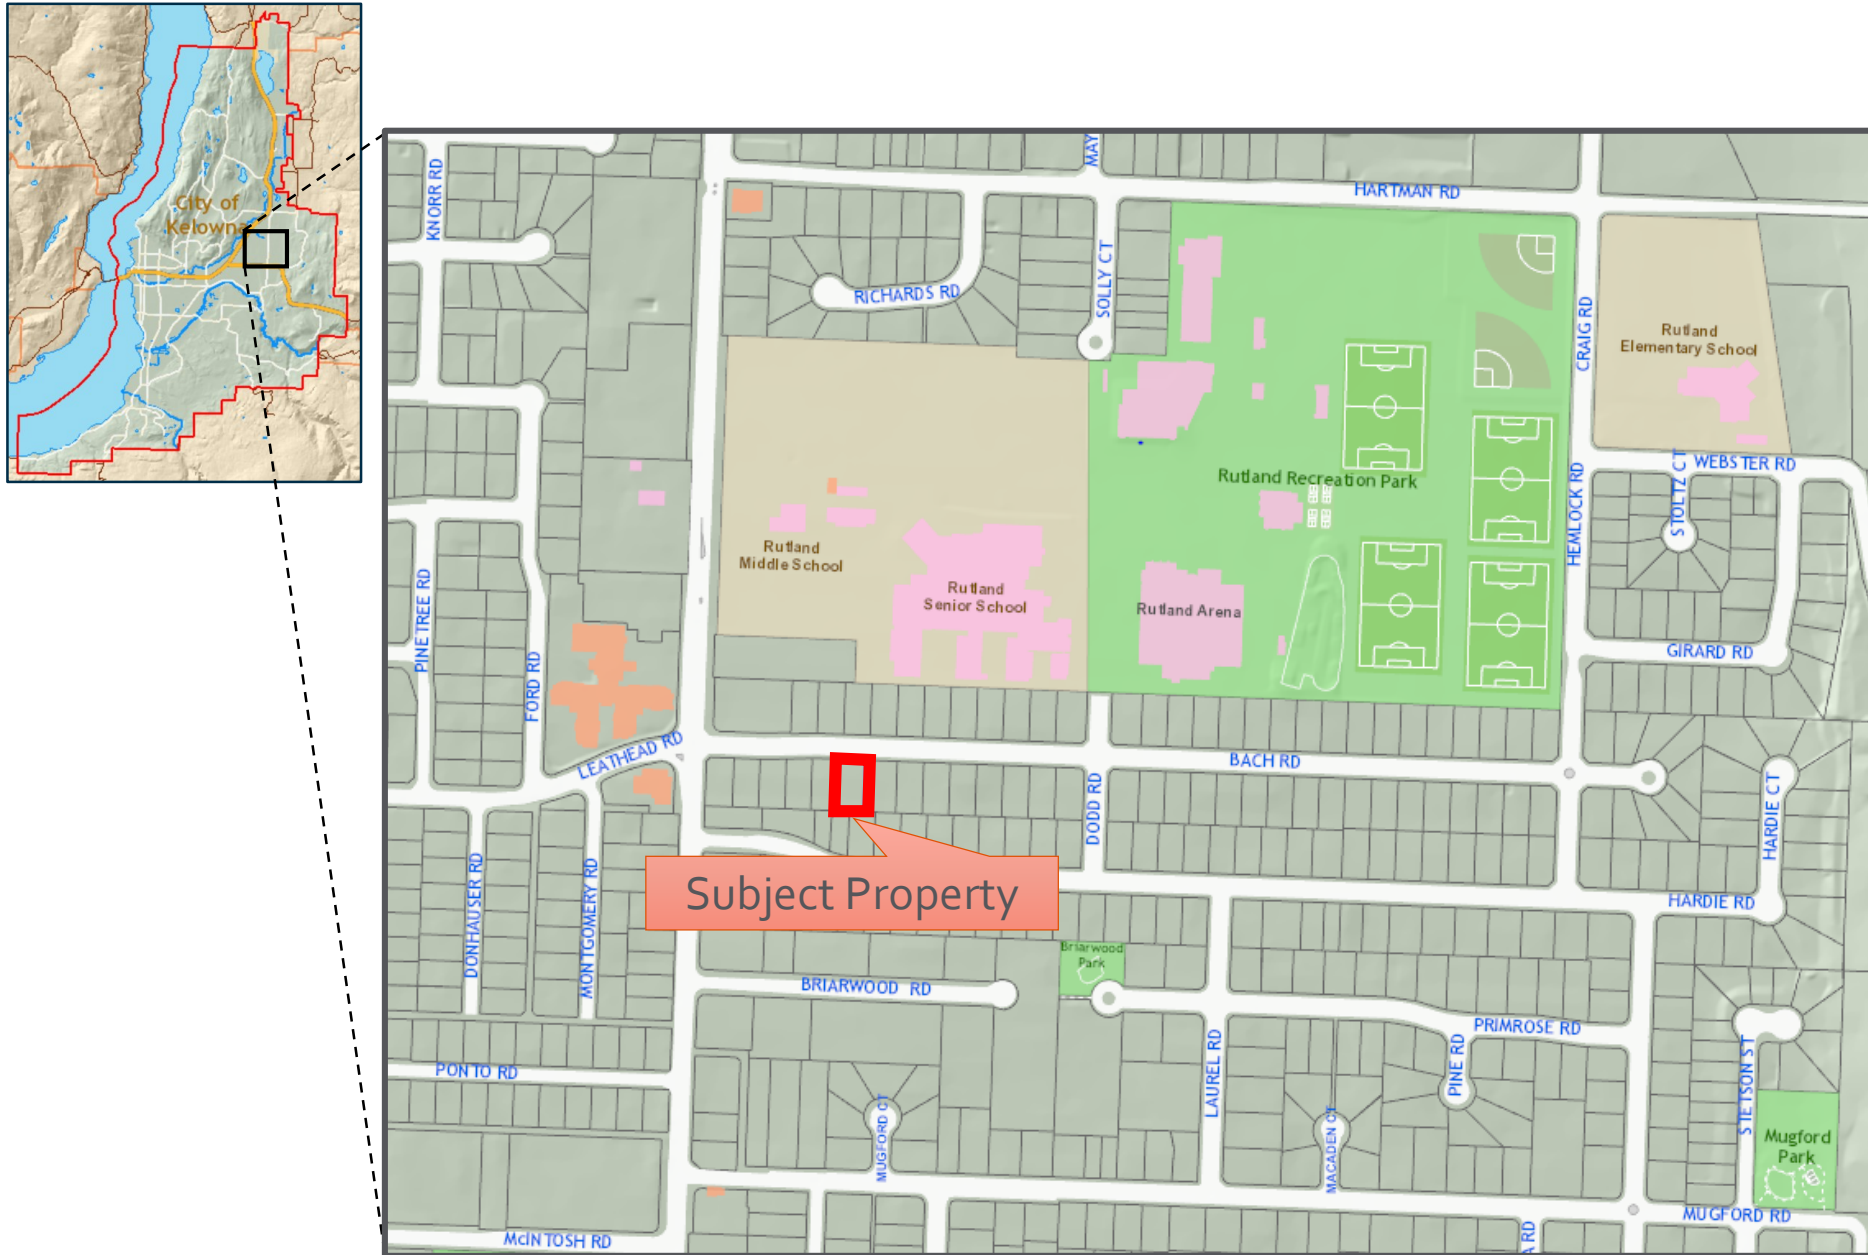 City of
Kelowna
KNORR RD
MAY
HARTMAN RD
RICHARDS RD
SOLLY CT
CRAIG RD
Rutland
Elementary School
WEBSTER RD
STOLTZ CT
HEMLOCK RD
Rutland Recreation Park
Rutland
Middle School
Rutland
Senior School
Rutland Arena
PINETREE RD
FORD RD
GIRARD RD
LEATHEAD RD
BACH RD
DODD RD
HARDIE CT
Subject Property
DONHAUSER RD
MONTGOMERY RD
HARDIE RD
Briarwood
Park
BRIARWOOD RD
PRIMROSE RD
PINE RD
LAUREL RD
STETSON ST
PONTO RD
MUGFORD CT
MACADEN CT
Mugford
Park
MUGFORD RD
McINTOSH RD
A RD